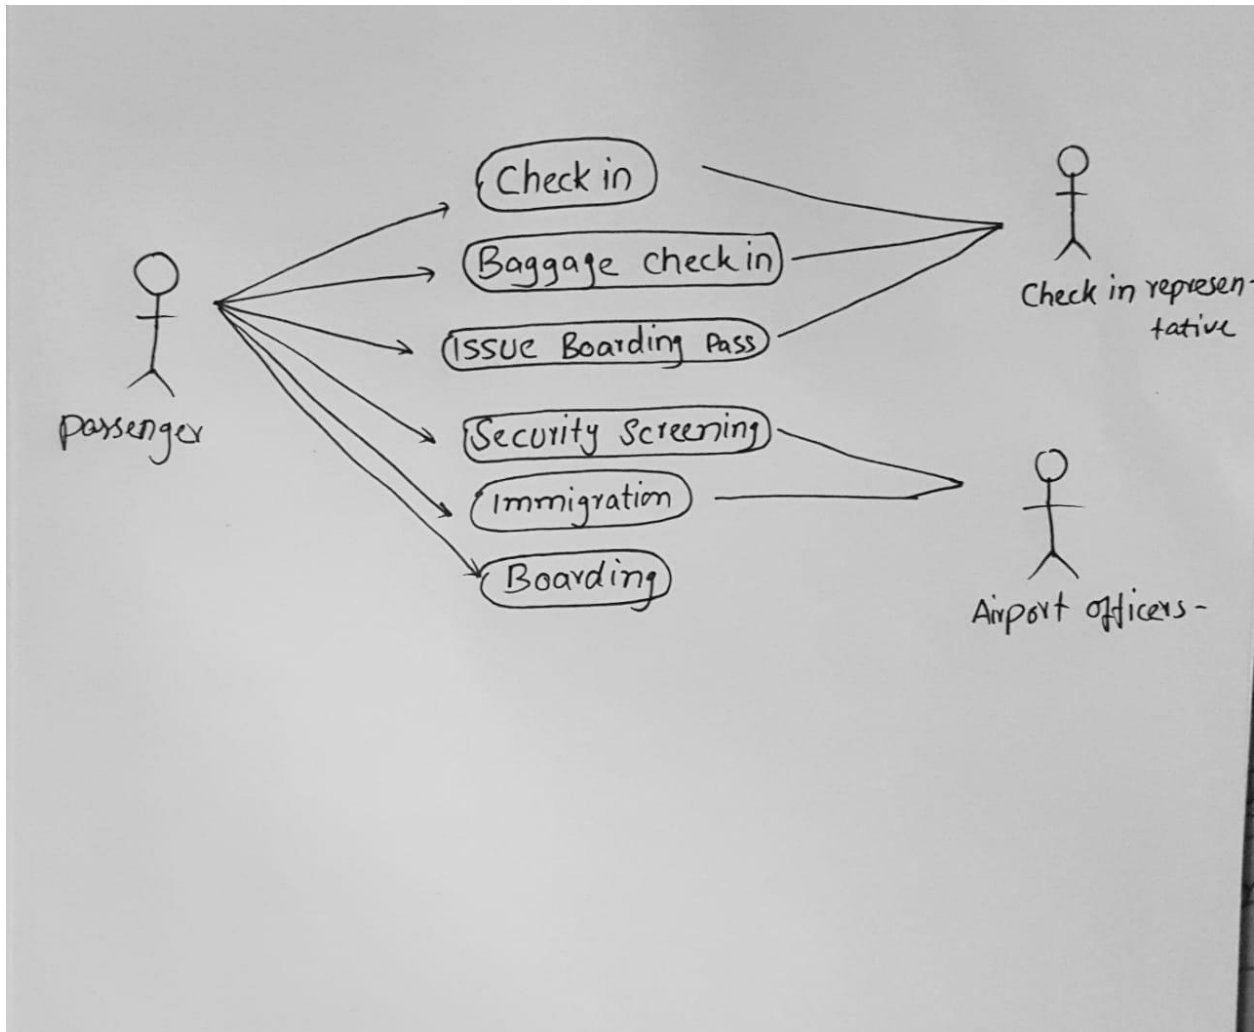 Check in
Baggage check in
Issue Boarding Pass
Security Screening
Immigration
Boarding
passenger
Check in represen-
tative
Airport officers-